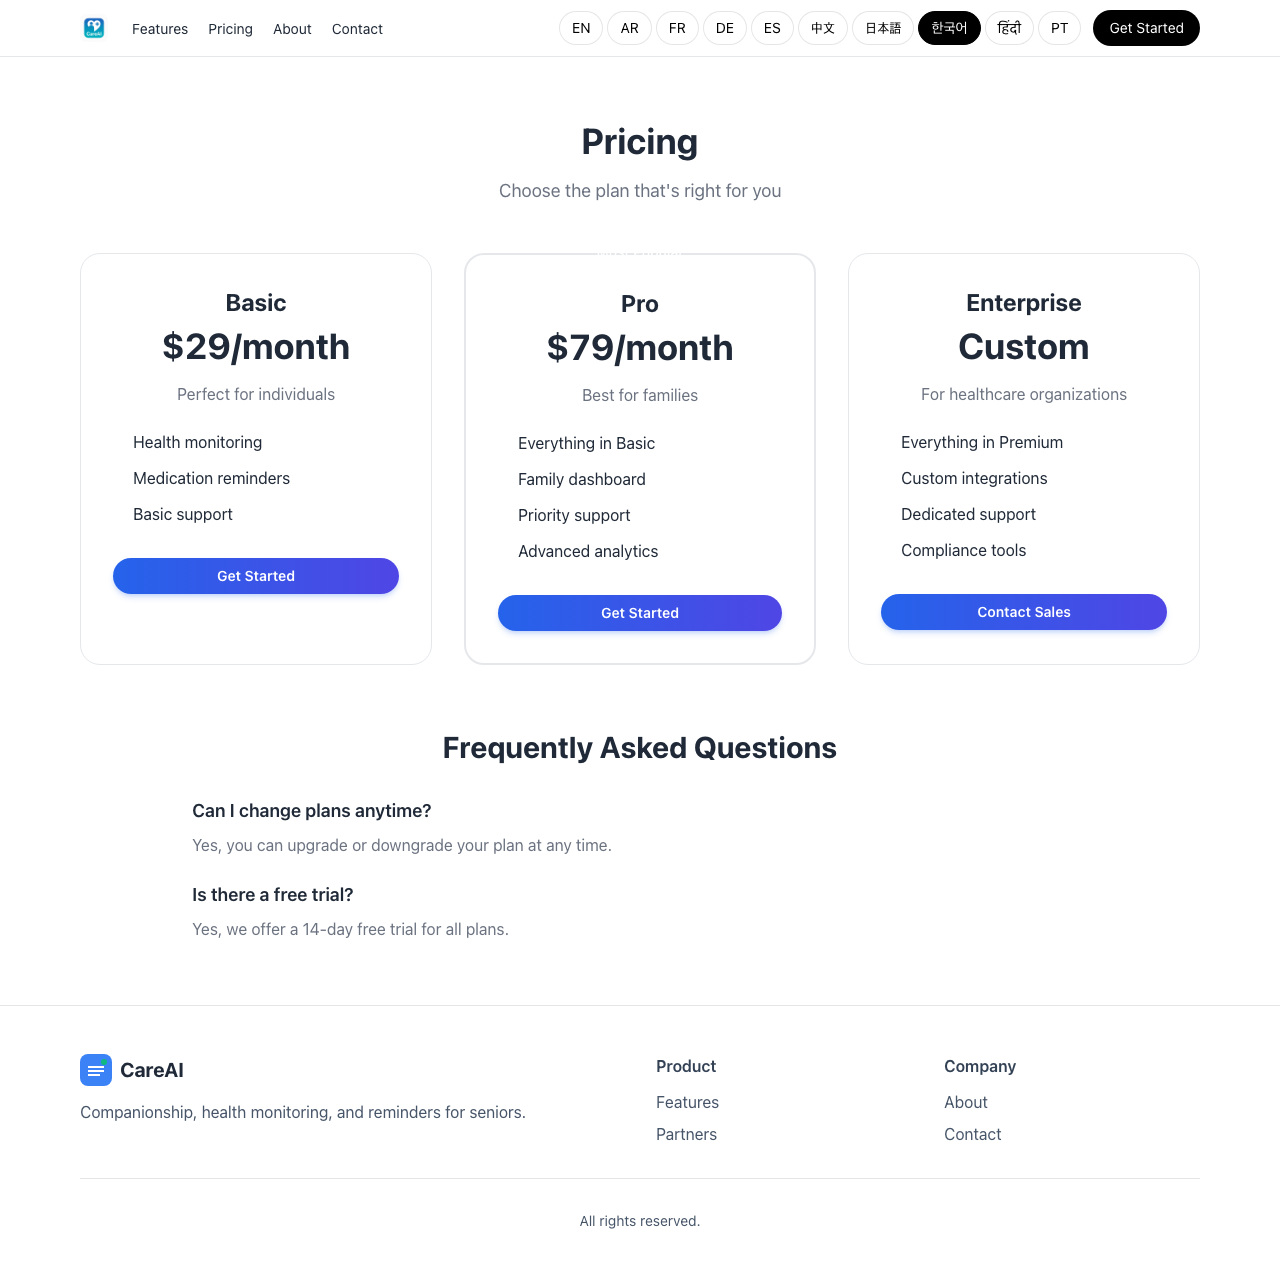 Features Pricing About Contact EN AR FR DE ES 中文 日本語 한국어 हिंदी PT Get Started
Pricing
Choose the plan that's right for you
Basic
$29/month
Perfect for individuals
Health monitoring
Medication reminders
Basic support
Get Started
Pro
$79/month
Best for families
Everything in Basic
Family dashboard
Priority support
Advanced analytics
Get Started
Enterprise
Custom
For healthcare organizations
Everything in Premium
Custom integrations
Dedicated support
Compliance tools
Contact Sales
Frequently Asked Questions
Can I change plans anytime?
Yes, you can upgrade or downgrade your plan at any time.
Is there a free trial?
Yes, we offer a 14-day free trial for all plans.
CareAI
Companionship, health monitoring, and reminders for seniors.
Product
Features
Partners
Company
About
Contact
All rights reserved.